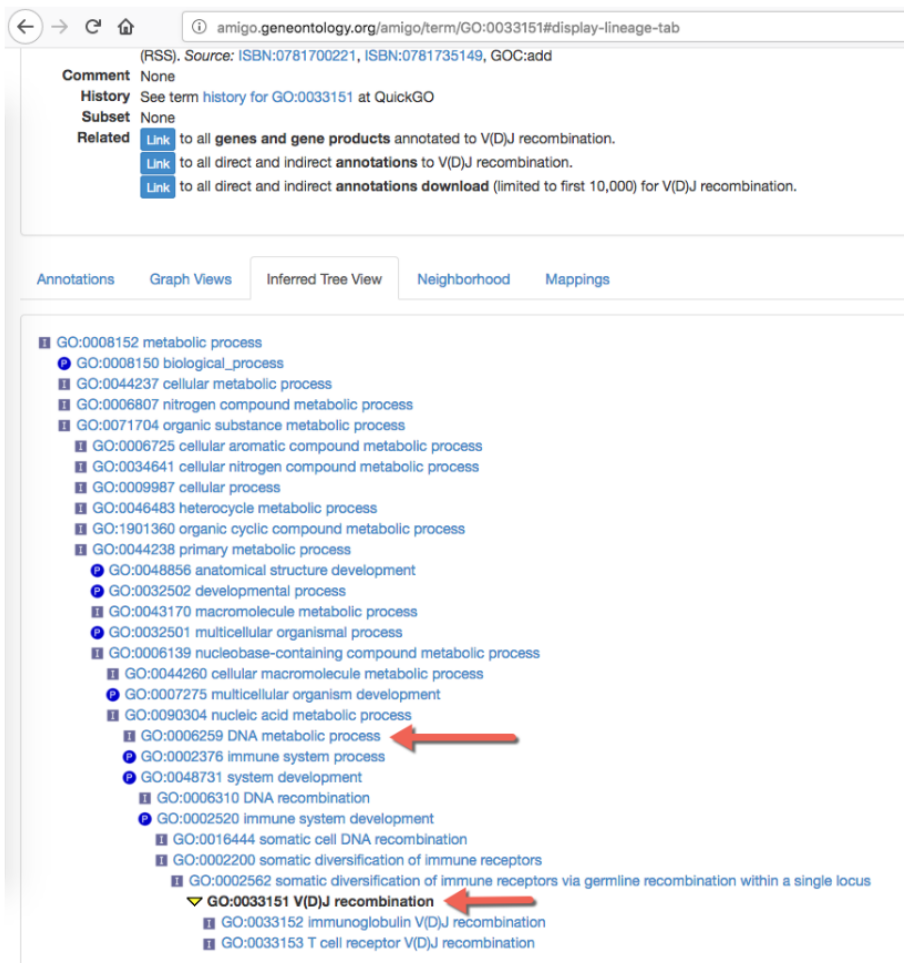 amigo.geneontology.org/amigo/term/GO:0033151#display-lineage-tab
(RSS). Source: ISBN:0781700221, ISBN:0781735149, GOC:add
Comment None
History See term history for GO:0033151 at QuickGO
Subset None
Related Link to all genes and gene products annotated to V(D)J recombination.
Link to all direct and indirect annotations to V(D)J recombination.
Link to all direct and indirect annotations download (limited to first 10,000) for V(D)J recombination.
Annotations Graph Views Inferred Tree View Neighborhood Mappings
I GO:0008152 metabolic process
P GO:0008150 biological_process
I GO:0044237 cellular metabolic process
I GO:0006807 nitrogen compound metabolic process
I GO:0071704 organic substance metabolic process
I GO:0006725 cellular aromatic compound metabolic process
I GO:0034641 cellular nitrogen compound metabolic process
I GO:0009987 cellular process
I GO:0046483 heterocycle metabolic process
I GO:1901360 organic cyclic compound metabolic process
I GO:0044238 primary metabolic process
P GO:0048856 anatomical structure development
P GO:0032502 developmental process
I GO:0043170 macromolecule metabolic process
P GO:0032501 multicellular organismal process
I GO:0006139 nucleobase-containing compound metabolic process
I GO:0044260 cellular macromolecule metabolic process
P GO:0007275 multicellular organism development
I GO:0090304 nucleic acid metabolic process
I GO:0006259 DNA metabolic process
P GO:0002376 immune system process
P GO:0048731 system development
I GO:0006310 DNA recombination
P GO:0002520 immune system development
I GO:0016444 somatic cell DNA recombination
I GO:0002200 somatic diversification of immune receptors
I GO:0002562 somatic diversification of immune receptors via germline recombination within a single locus
GO:0033151 V(D)J recombination
I GO:0033152 immunoglobulin V(D)J recombination
I GO:0033153 T cell receptor V(D)J recombination